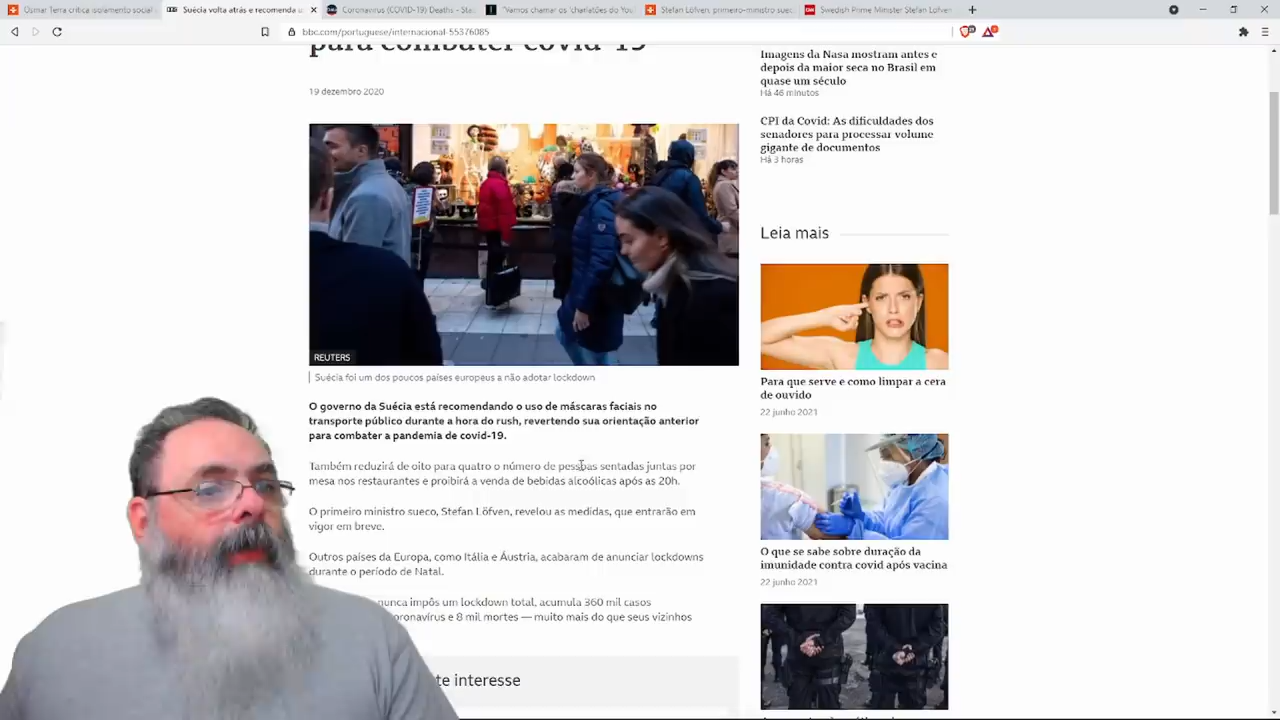 Osmar Terra critica isolamento social
Suécia volta atrás e recomenda u
Coronavirus (COVID-19) Deaths - Stat
"Vamos chamar os 'charlatões do You
Stefan Löfven: primeiro-ministro suec
Swedish Prime Minister Stefan Löfven
bbc.com/portuguese/internacional-55376085
para combater covid-19
19 dezembro 2020
REUTERS
Suécia foi um dos poucos países europeus a não adotar lockdown
O governo da Suécia está recomendando o uso de máscaras faciais no
transporte público durante a hora do rush, revertendo sua orientação anterior
para combater a pandemia de covid-19.
Também reduzirá de oito para quatro o número de pessoas sentadas juntas por
mesa nos restaurantes e proibirá a venda de bebidas alcoólicas após as 20h.
O primeiro ministro sueco, Stefan Löfven, revelou as medidas, que entrarão em
vigor em breve.
Outros países da Europa, como Itália e Áustria, acabaram de anunciar lockdowns
durante o período de Natal.
nunca impôs um lockdown total, acumula 360 mil casos
oronavírus e 8 mil mortes — muito mais do que seus vizinhos
te interesse
Imagens da Nasa mostram antes e
depois da maior seca no Brasil em
quase um século
Há 46 minutos
CPI da Covid: As dificuldades dos
senadores para processar volume
gigante de documentos
Há 3 horas
Leia mais
Para que serve e como limpar a cera
de ouvido
22 junho 2021
O que se sabe sobre duração da
imunidade contra covid após vacina
22 junho 2021